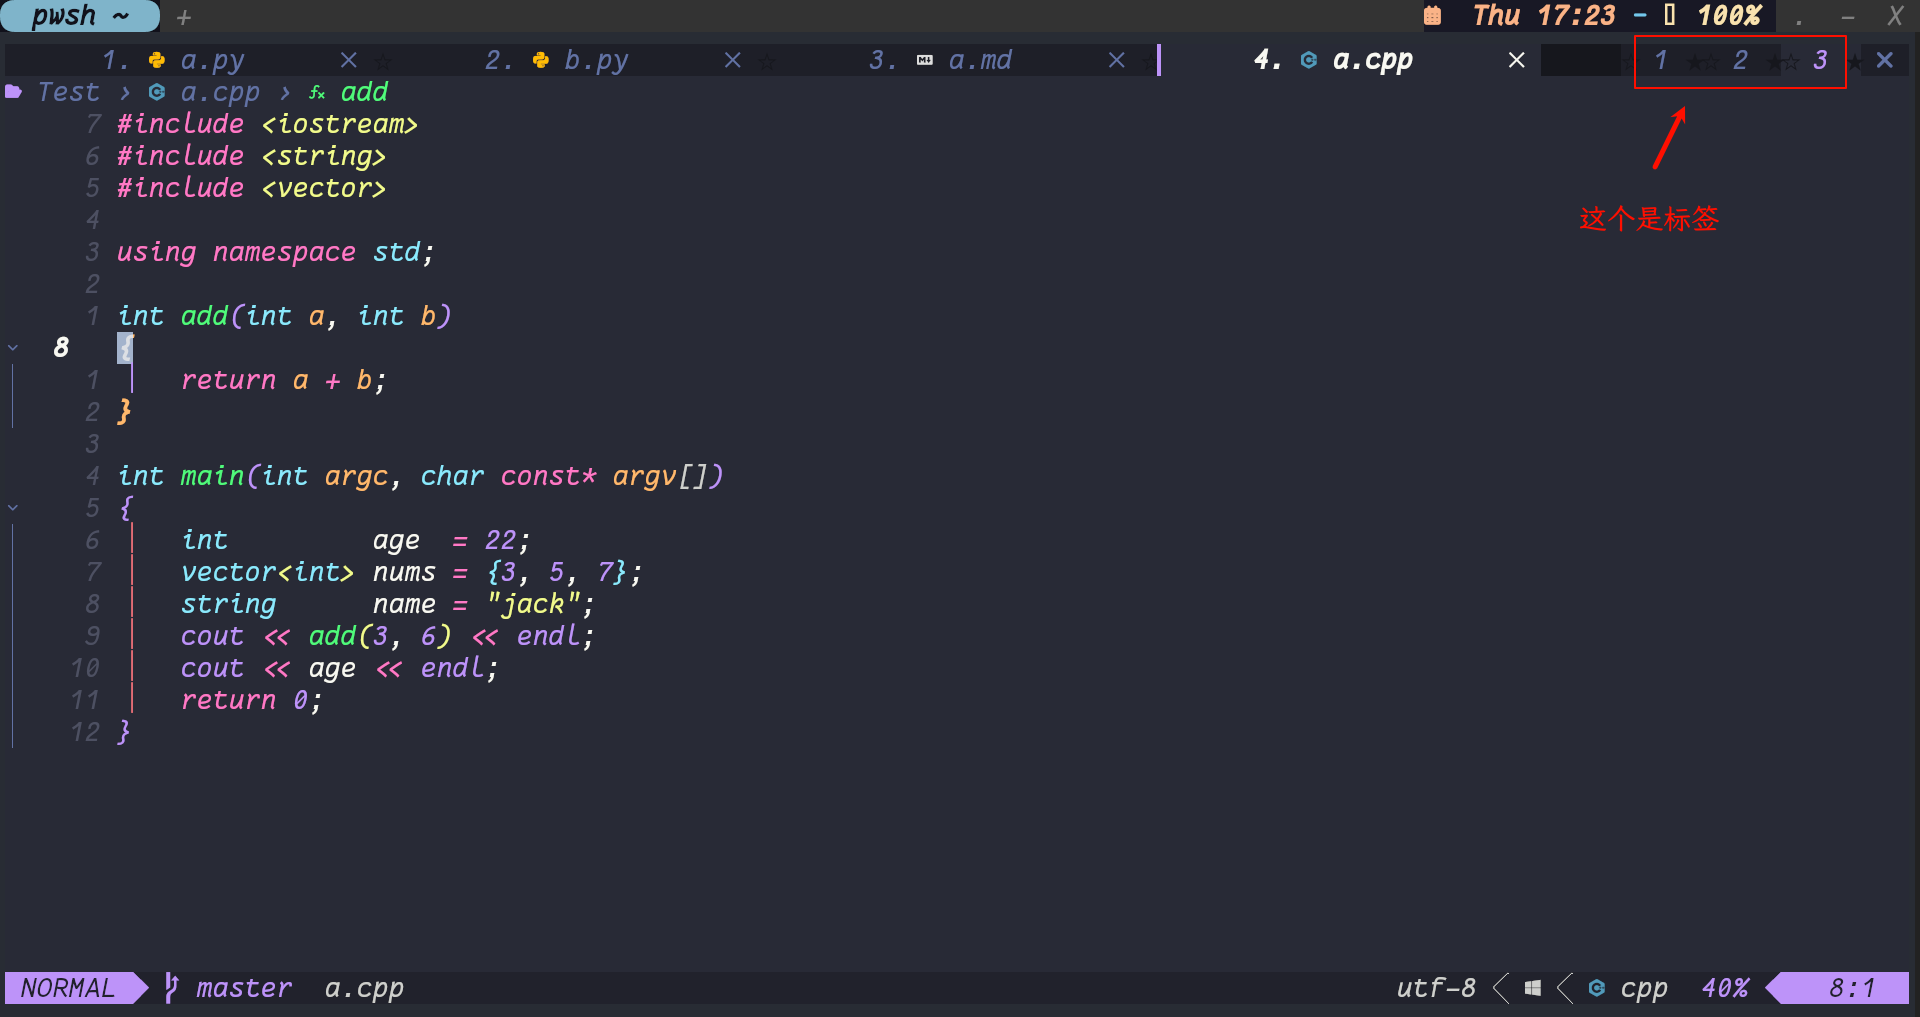 pwsh ~ + Thu 17:23 - 100% . - X
1. a.py × ☆ 2. b.py × ☆ 3. a.md × ☆ 4. a.cpp × ☆ 1 ★☆ 2 ★☆ 3 ★ ×
Test › a.cpp › fx add
7 #include <iostream>
6 #include <string>
5 #include <vector>
这个是标签
4
3 using namespace std;
2
1 int add(int a, int b)
8 {
1 return a + b;
2 }
3
4 int main(int argc, char const* argv[])
5 {
6 int age = 22;
7 vector<int> nums = {3, 5, 7};
8 string name = "jack";
9 cout << add(3, 6) << endl;
10 cout << age << endl;
11 return 0;
12 }
NORMAL master a.cpp utf-8 cpp 40% 8:1